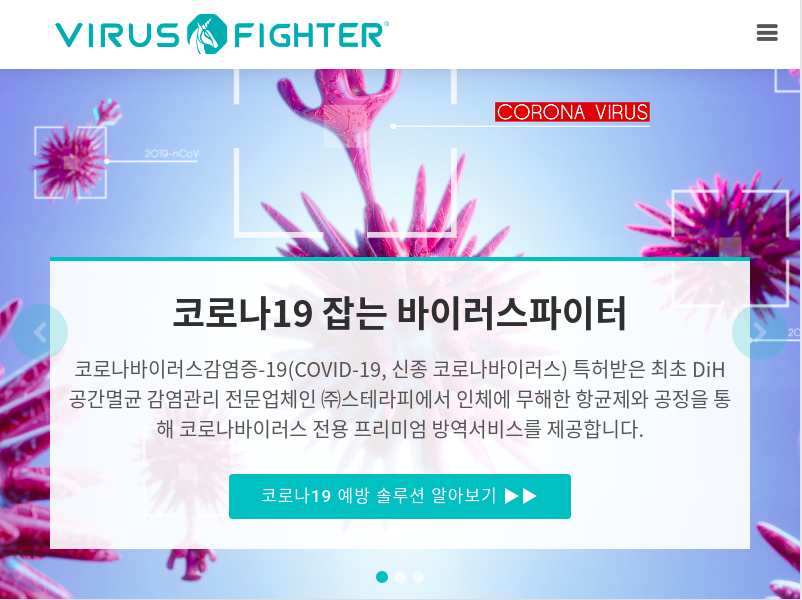 VIRUS FIGHTER®
CORONA VIRUS
2019-nCoV
코로나19 잡는 바이러스파이터
코로나바이러스감염증-19(COVID-19, 신종 코로나바이러스) 특허받은 최초 DiH
공간멸균 감염관리 전문업체인 ㈜스테라피에서 인체에 무해한 항균제와 공정을 통
해 코로나바이러스 전용 프리미엄 방역서비스를 제공합니다.
코로나19 예방 솔루션 알아보기 ▶▶